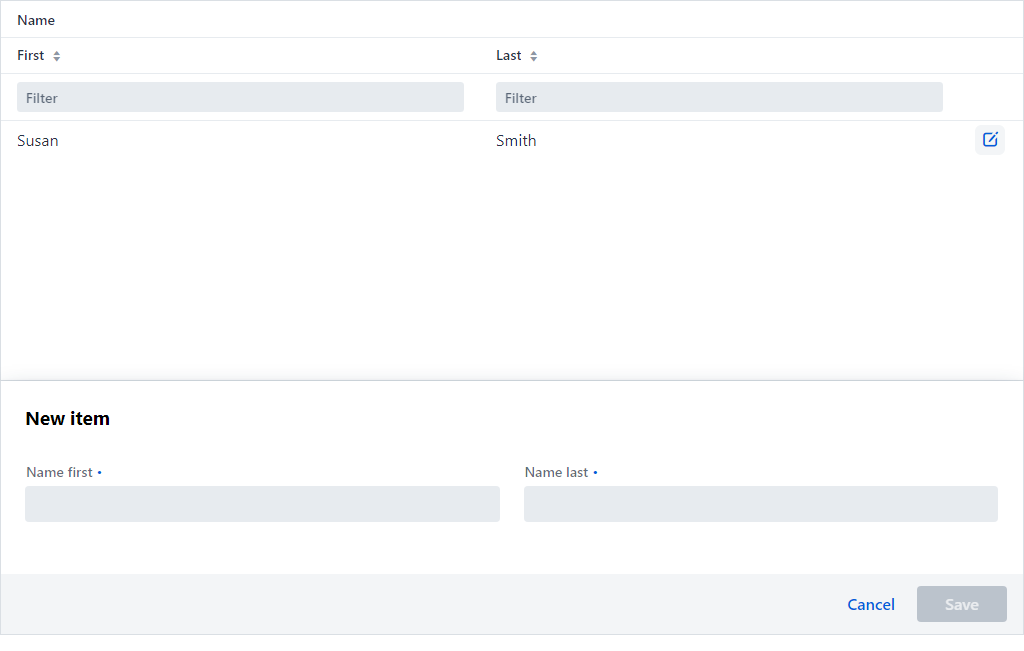 Name
First Last
Filter Filter
Susan Smith
New item
Name first • Name last •
Cancel Save